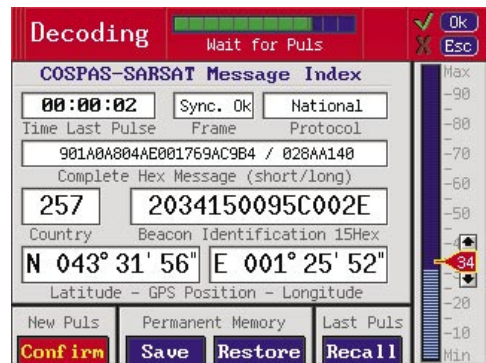 Decoding
Wait for Puls
Ok
Esc
COSPAS-SARSAT Message Index
00:00:02 Sync. Ok National
Time Last Pulse Frame Protocol
901A0A804AE001769AC9B4 / 028AA140
Complete Hex Message (short/long)
257 2034150095C002E
Country Beacon Identification 15Hex
N 043°31'56" E 001°25'52"
Latitude - GPS Position - Longitude
New Puls Permanent Memory Last Puls
Confirm Save Restore Recall
Max
-90
-80
-70
-60
-50
-4
34
-20
-10
Min